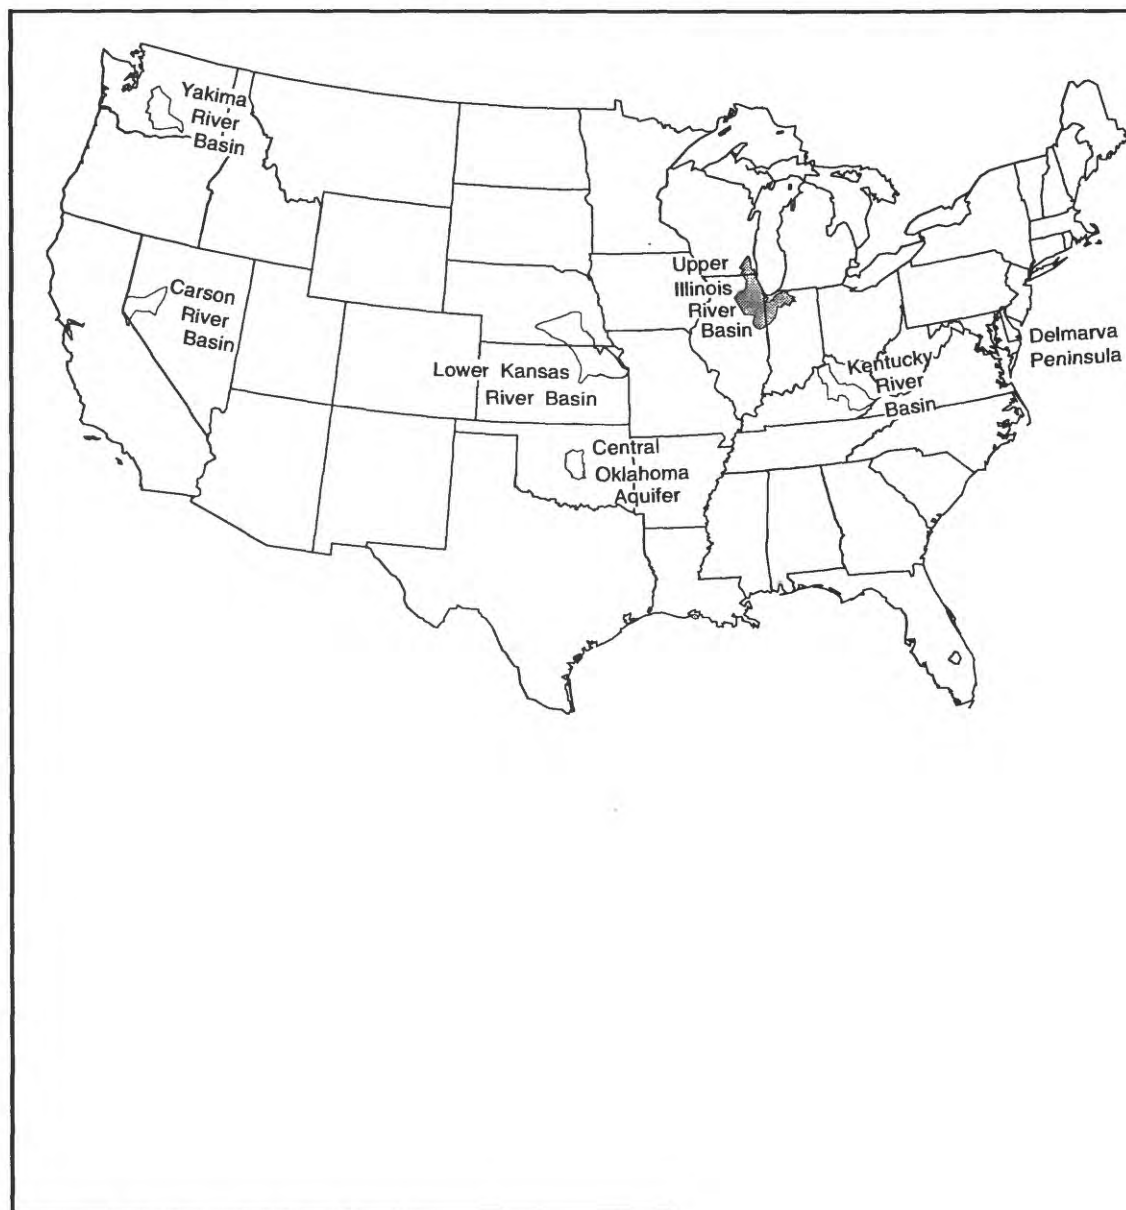 Yakima
River
Basin
Carson
River
Basin
Upper
Illinois
River
Basin
Lower Kansas
River Basin
Kentucky
River
Basin
Delmarva
Peninsula
Central
Oklahoma
Aquifer